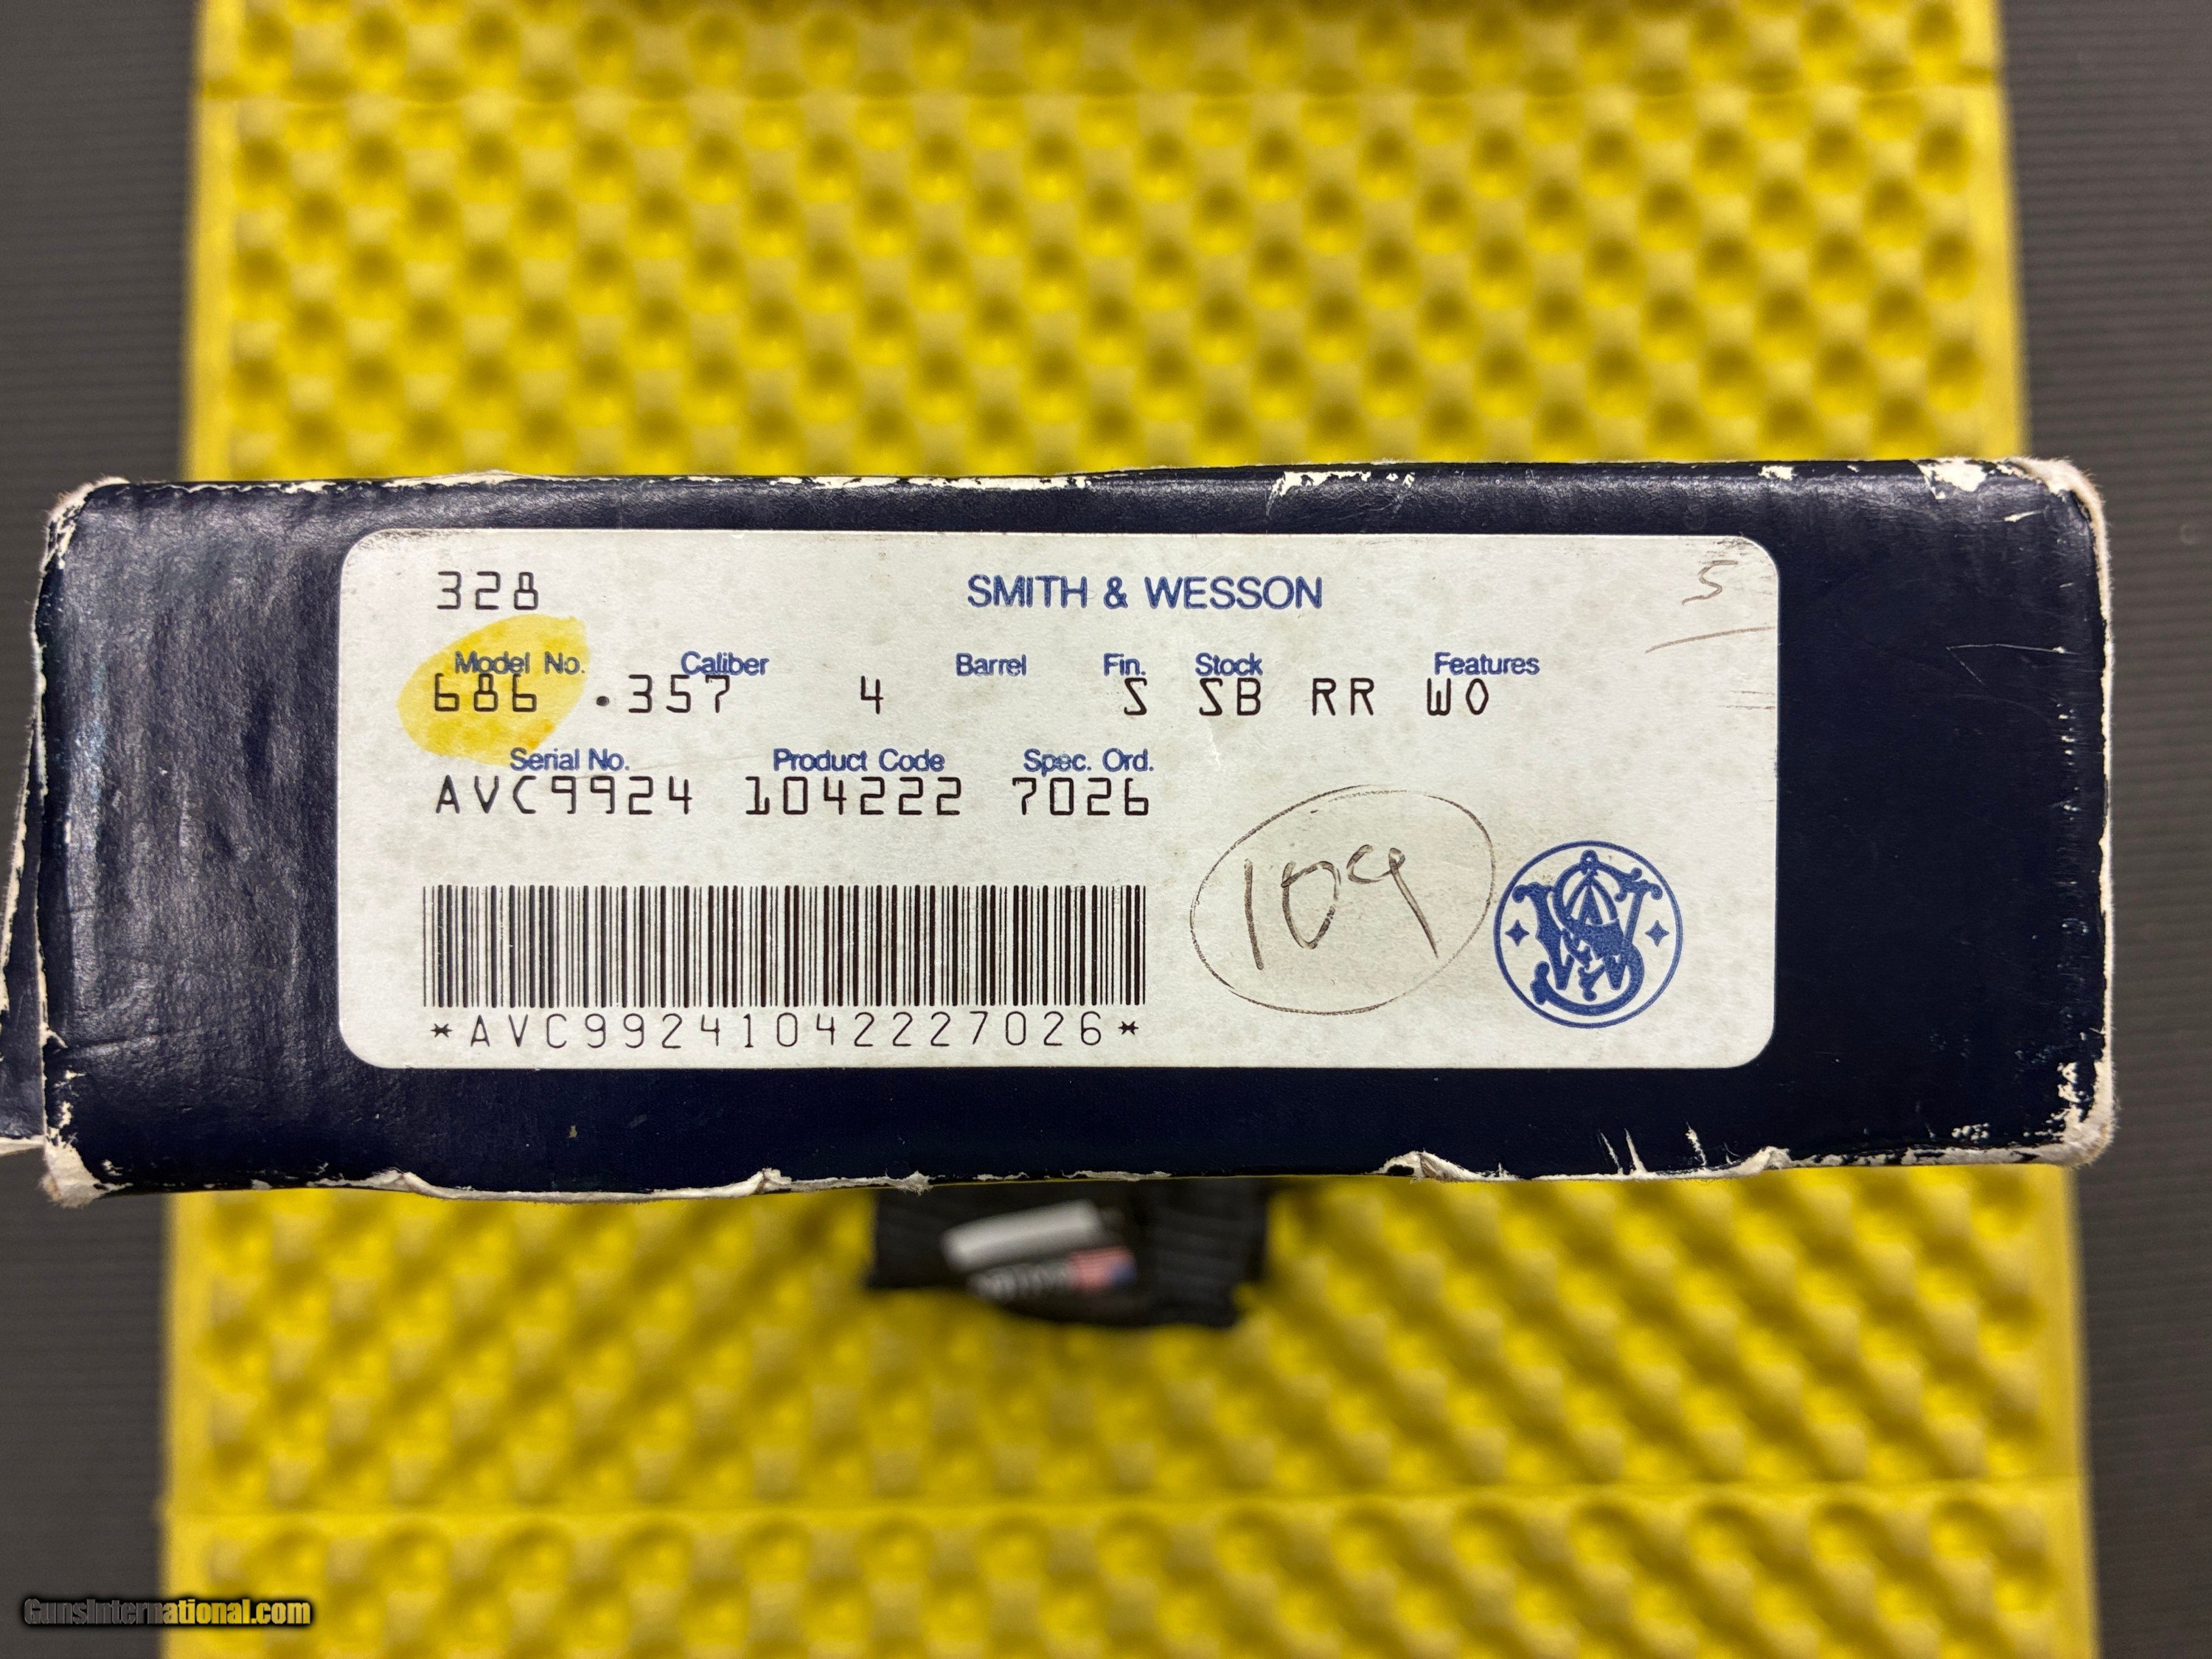 328
SMITH & WESSON
5
Model No. Caliber Barrel Fin. Stock Features
686 .357 4 S SB RR WO
Serial No. Product Code Spec. Ord.
AVC9924 104222 7026
109
*AVC99241042227026*
GunsInternational.com